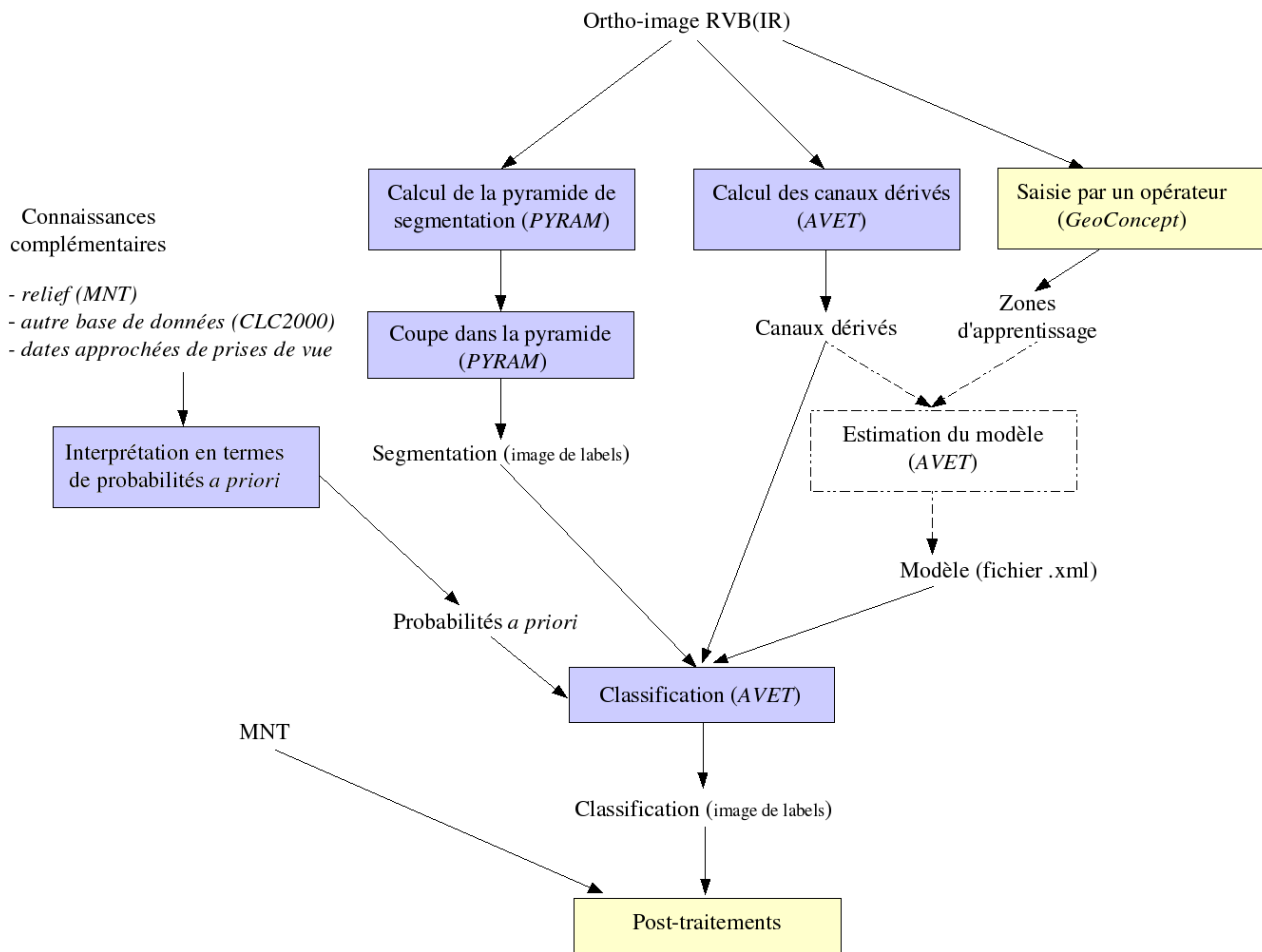 Ortho-image RVB(IR)
Calcul de la pyramide de
segmentation (PYRAM)
Calcul des canaux dérivés
(AVET)
Saisie par un opérateur
(GeoConcept)
Connaissances
complémentaires
- relief (MNT)
- autre base de données (CLC2000)
- dates approchées de prises de vue
Coupe dans la pyramide
(PYRAM)
Canaux dérivés
Zones
d'apprentissage
Interprétation en termes
de probabilités a priori
Segmentation (image de labels)
Estimation du modèle
(AVET)
Modèle (fichier .xml)
Probabilités a priori
Classification (AVET)
MNT
Classification (image de labels)
Post-traitements